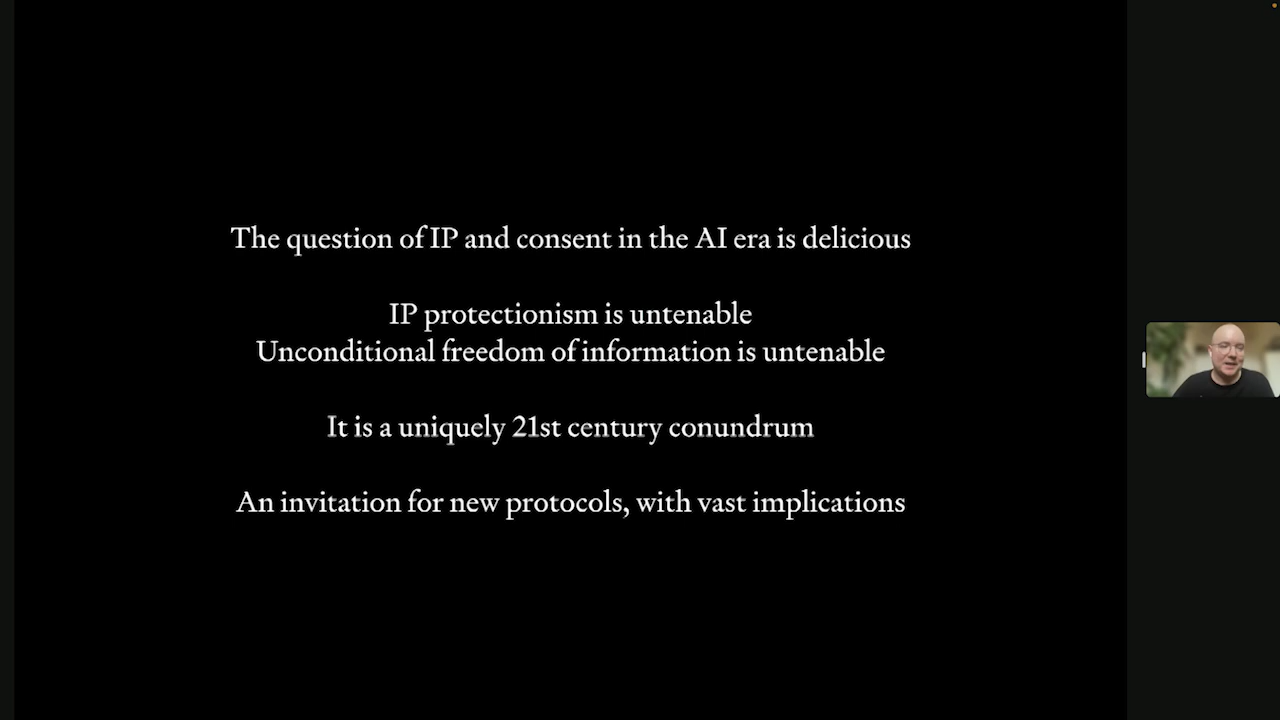 The question of IP and consent in the AI era is delicious
IP protectionism is untenable
Unconditional freedom of information is untenable
It is a uniquely 21st century conundrum
An invitation for new protocols, with vast implications